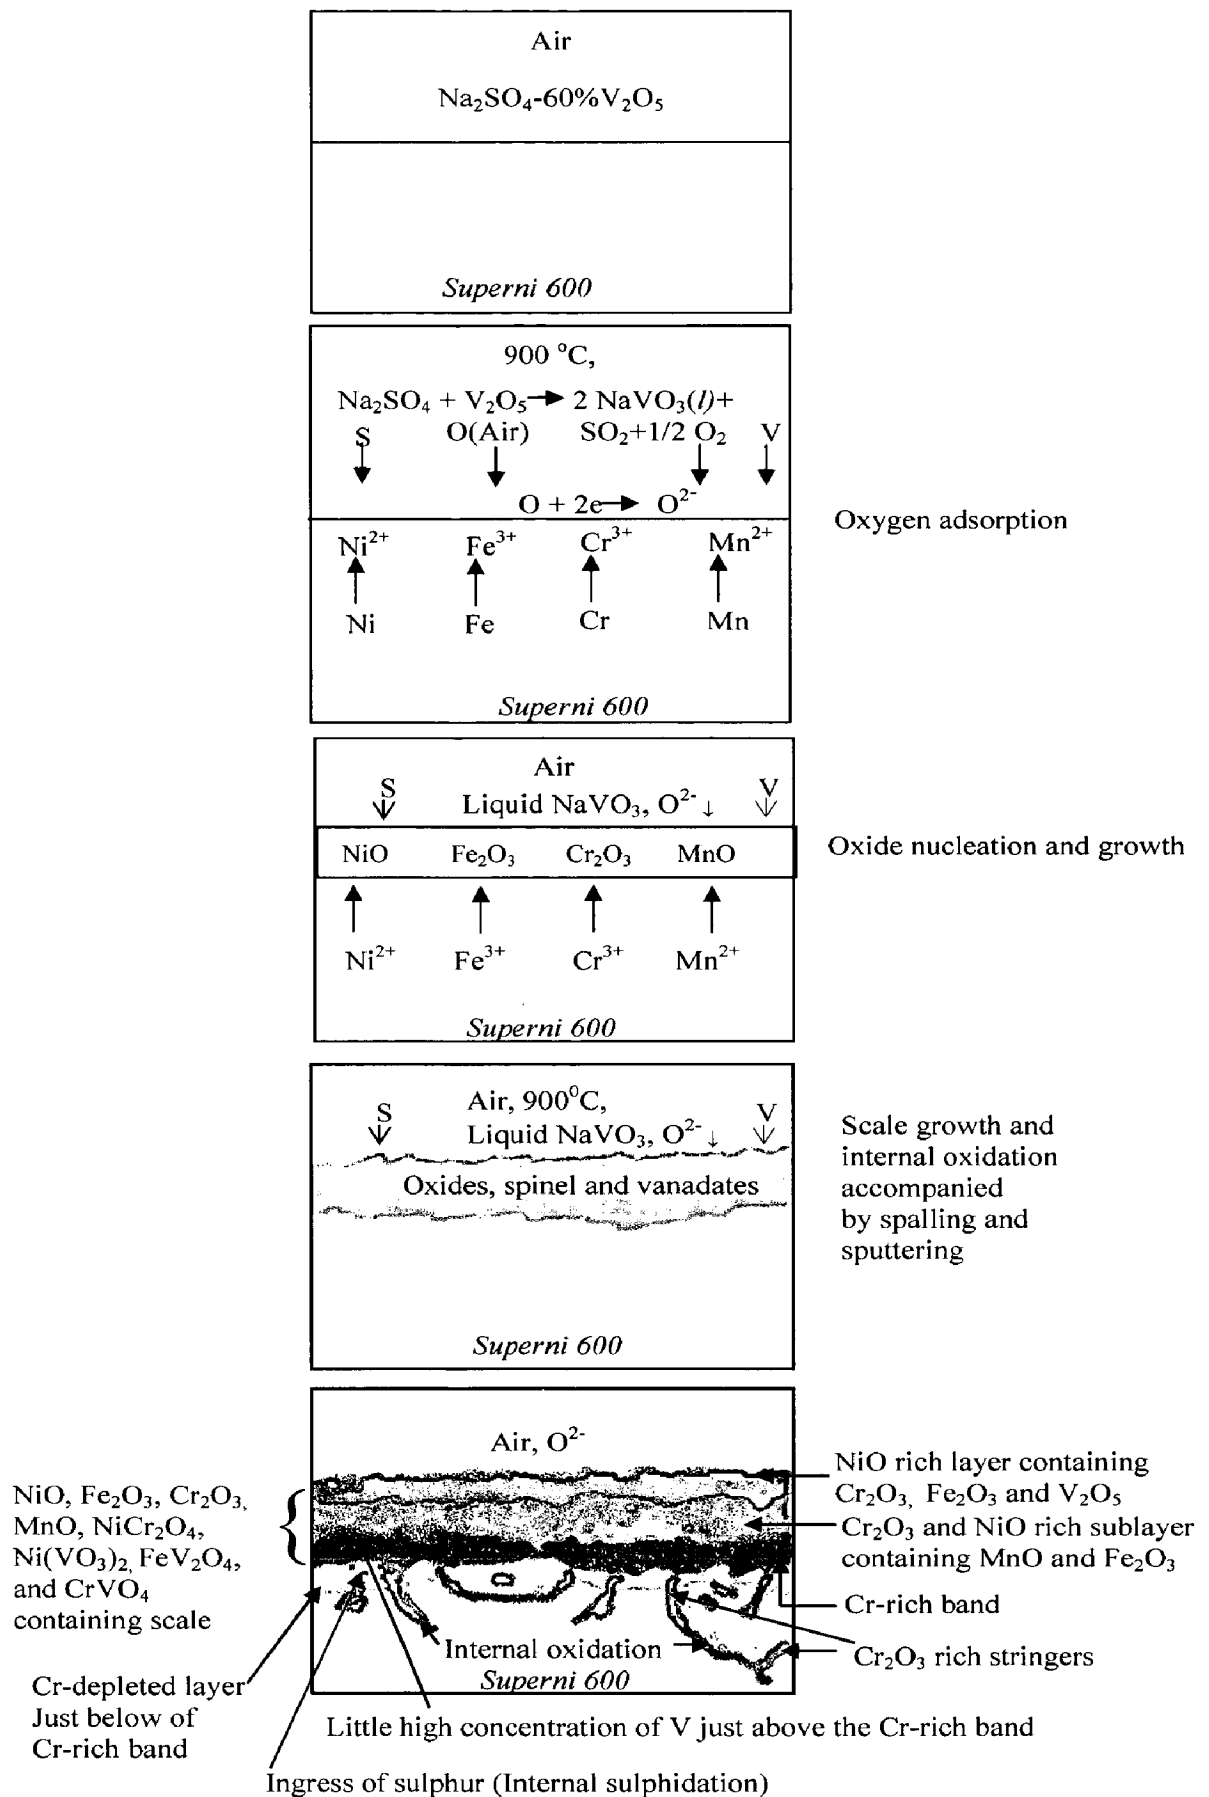 Air
Na₂SO₄-60%V₂O₅
Superni 600
900 °C,
Na₂SO₄ + V₂O₅→ 2 NaVO₃(l)+
S O(Air) SO₂+1/2 O₂ V
O + 2e→ O²⁻
Oxygen adsorption
Ni²⁺ Fe³⁺ Cr³⁺ Mn²⁺
Ni Fe Cr Mn
Superni 600
Air
S Liquid NaVO₃, O²⁻ ↓ V
NiO Fe₂O₃ Cr₂O₃ MnO
Oxide nucleation and growth
Ni²⁺ Fe³⁺ Cr³⁺ Mn²⁺
Superni 600
Air, 900⁰C,
S Liquid NaVO₃, O²⁻ ↓ V
Oxides, spinel and vanadates
Scale growth and
internal oxidation
accompanied
by spalling and
sputtering
Superni 600
Air, O²⁻
NiO, Fe₂O₃, Cr₂O₃,
MnO, NiCr₂O₄,
Ni(VO₃)₂, FeV₂O₄,
and CrVO₄
containing scale
NiO rich layer containing
Cr₂O₃, Fe₂O₃ and V₂O₅
Cr₂O₃ and NiO rich sublayer
containing MnO and Fe₂O₃
Cr-rich band
Internal oxidation
Cr₂O₃ rich stringers
Superni 600
Cr-depleted layer
Just below of
Cr-rich band
Little high concentration of V just above the Cr-rich band
Ingress of sulphur (Internal sulphidation)